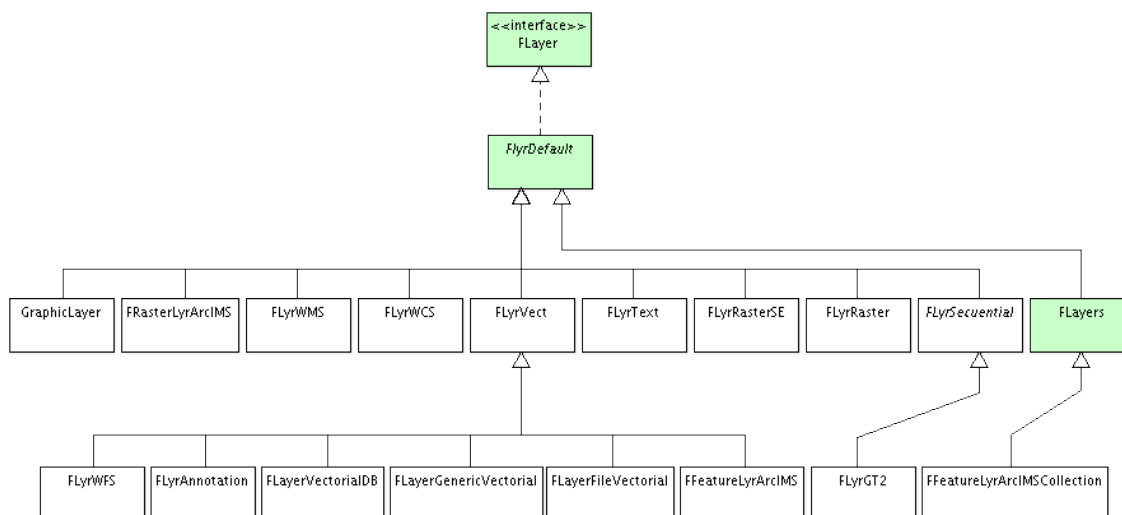 <<interface>>
FLayer
FlyrDefault
GraphicLayer
FRasterLyrArcIMS
FLyrWMS
FLyrWCS
FLyrVect
FLyrText
FLyrRasterSE
FLyrRaster
FLyrSecuential
FLayers
FLyrWFS
FLyrAnnotation
FLayerVectorialDB
FLayerGenericVectorial
FLayerFileVectorial
FFeatureLyrArcIMS
FLyrGT2
FFeatureLyrArcIMSCollection